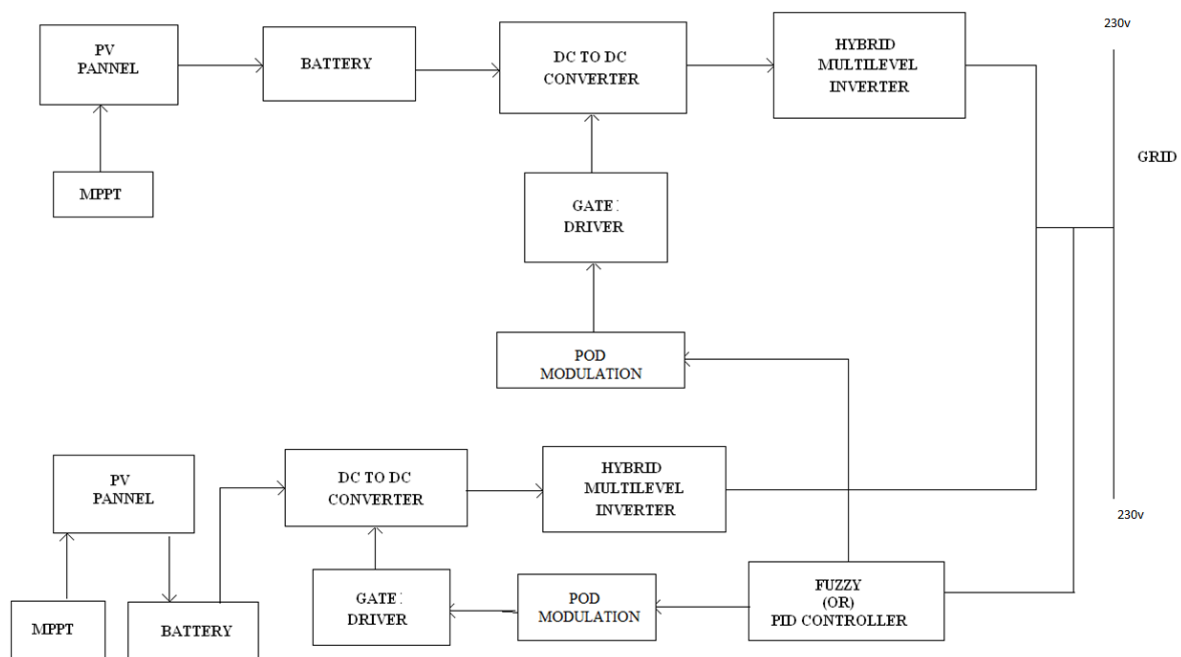 230v
PV
PANNEL
BATTERY
DC TO DC
CONVERTER
HYBRID
MULTILEVEL
INVERTER
GRID
MPPT
GATE
DRIVER
POD
MODULATION
PV
PANNEL
DC TO DC
CONVERTER
HYBRID
MULTILEVEL
INVERTER
230v
MPPT
BATTERY
GATE
DRIVER
POD
MODULATION
FUZZY
(OR)
PID CONTROLLER